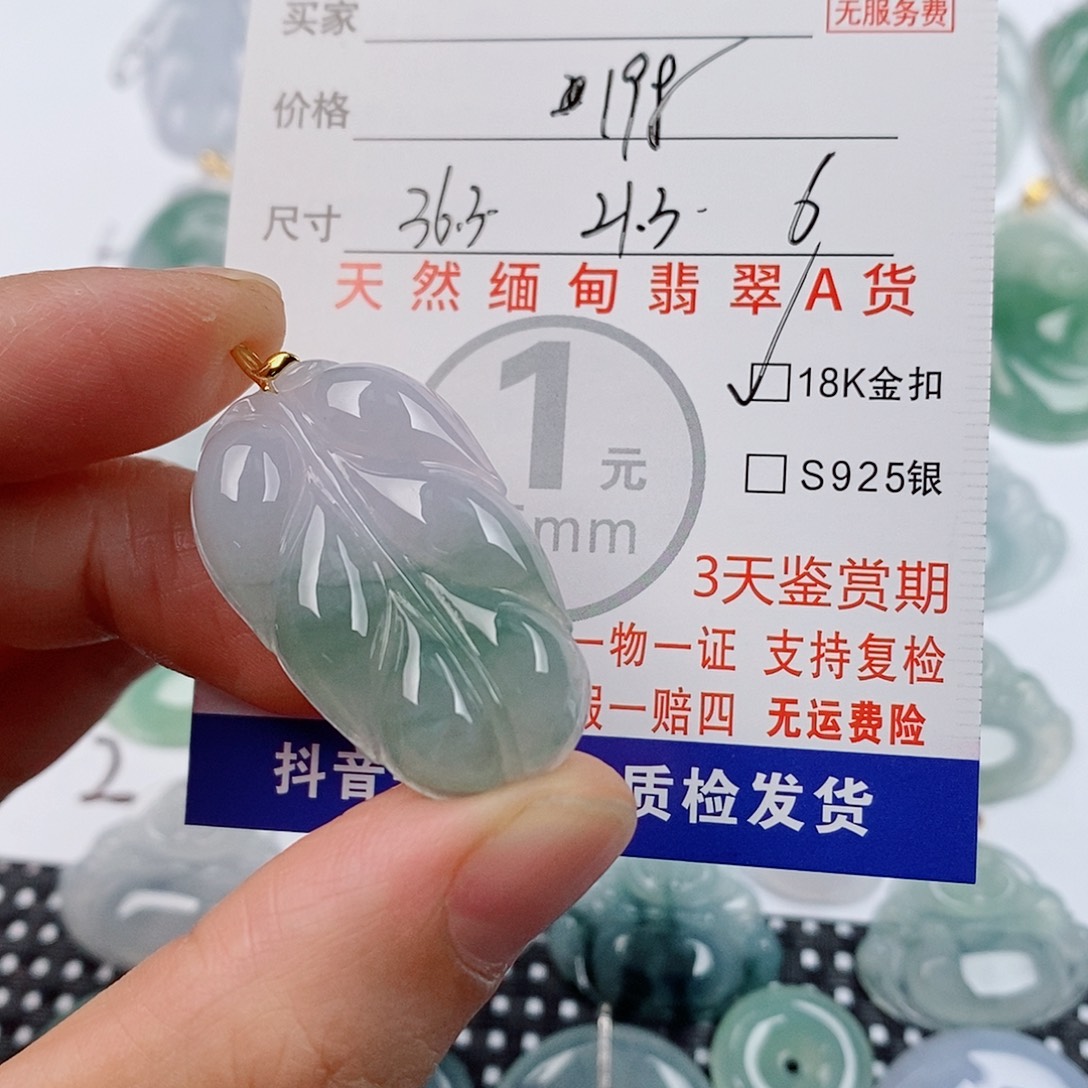 买家
无服务费
价格 198
尺寸 36.5 21.5 6
天然缅甸翡翠A货
1元
mm
18K金扣
S925银
3天鉴赏期
一物一证 支持复检
一赔四 无运费险
抖音 质检发货
2